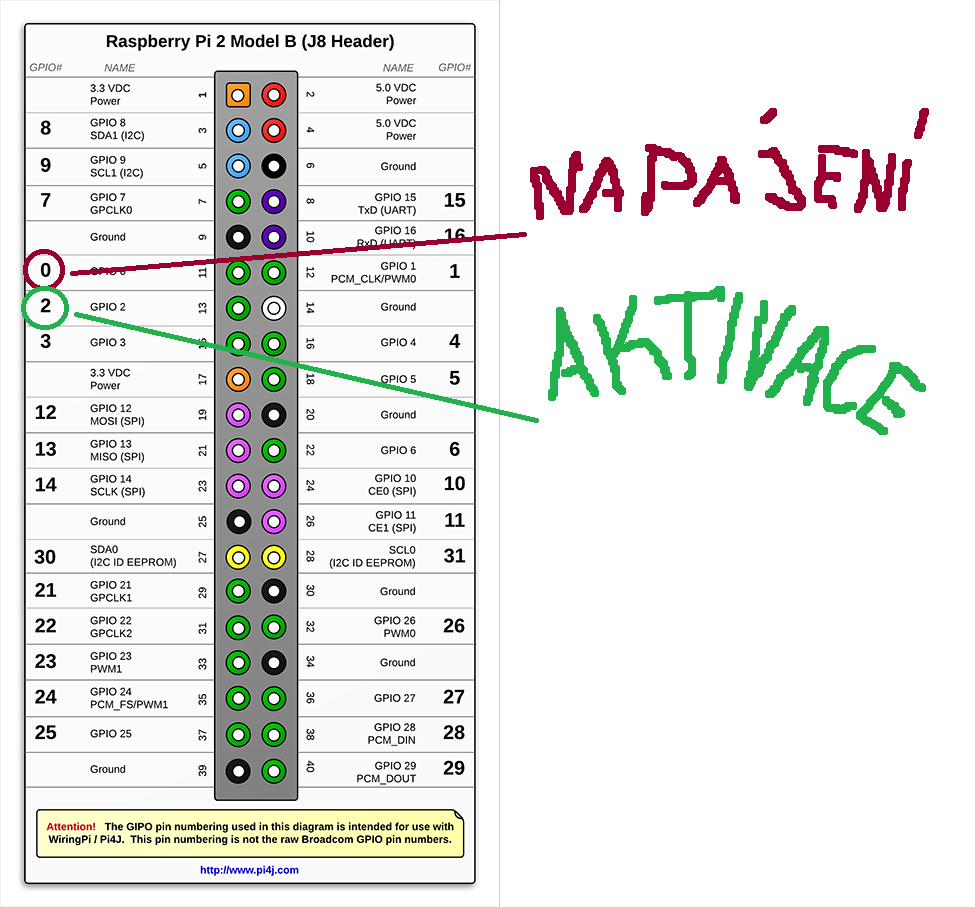 Raspberry Pi 2 Model B (J8 Header)
GPIO# NAME NAME GPIO#
3.3 VDC Power 1 2 5.0 VDC Power
8 GPIO 8 SDA1 (I2C) 3 4 5.0 VDC Power
9 GPIO 9 SCL1 (I2C) 5 6 Ground
7 GPIO 7 GPCLK0 7 8 GPIO 15 TxD (UART) 15
Ground 9 10 GPIO 16 RxD (UART) 16
0 GPIO 0 11 12 GPIO 1 PCM_CLK/PWM0 1
2 GPIO 2 13 14 Ground
3 GPIO 3 15 16 GPIO 4 4
3.3 VDC Power 17 18 GPIO 5 5
12 GPIO 12 MOSI (SPI) 19 20 Ground
13 GPIO 13 MISO (SPI) 21 22 GPIO 6 6
14 GPIO 14 SCLK (SPI) 23 24 GPIO 10 CE0 (SPI) 10
Ground 25 26 GPIO 11 CE1 (SPI) 11
30 SDA0 (I2C ID EEPROM) 27 28 SCL0 (I2C ID EEPROM) 31
21 GPIO 21 GPCLK1 29 30 Ground
22 GPIO 22 GPCLK2 31 32 GPIO 26 PWM0 26
23 GPIO 23 PWM1 33 34 Ground
24 GPIO 24 PCM_FS/PWM1 35 36 GPIO 27 27
25 GPIO 25 37 38 GPIO 28 PCM_DIN 28
Ground 39 40 GPIO 29 PCM_DOUT 29
Attention! The GIPO pin numbering used in this diagram is intended for use with
WiringPi / Pi4J. This pin numbering is not the raw Broadcom GPIO pin numbers.
http://www.pi4j.com
NAPÁJENÍ
AKTIVACE